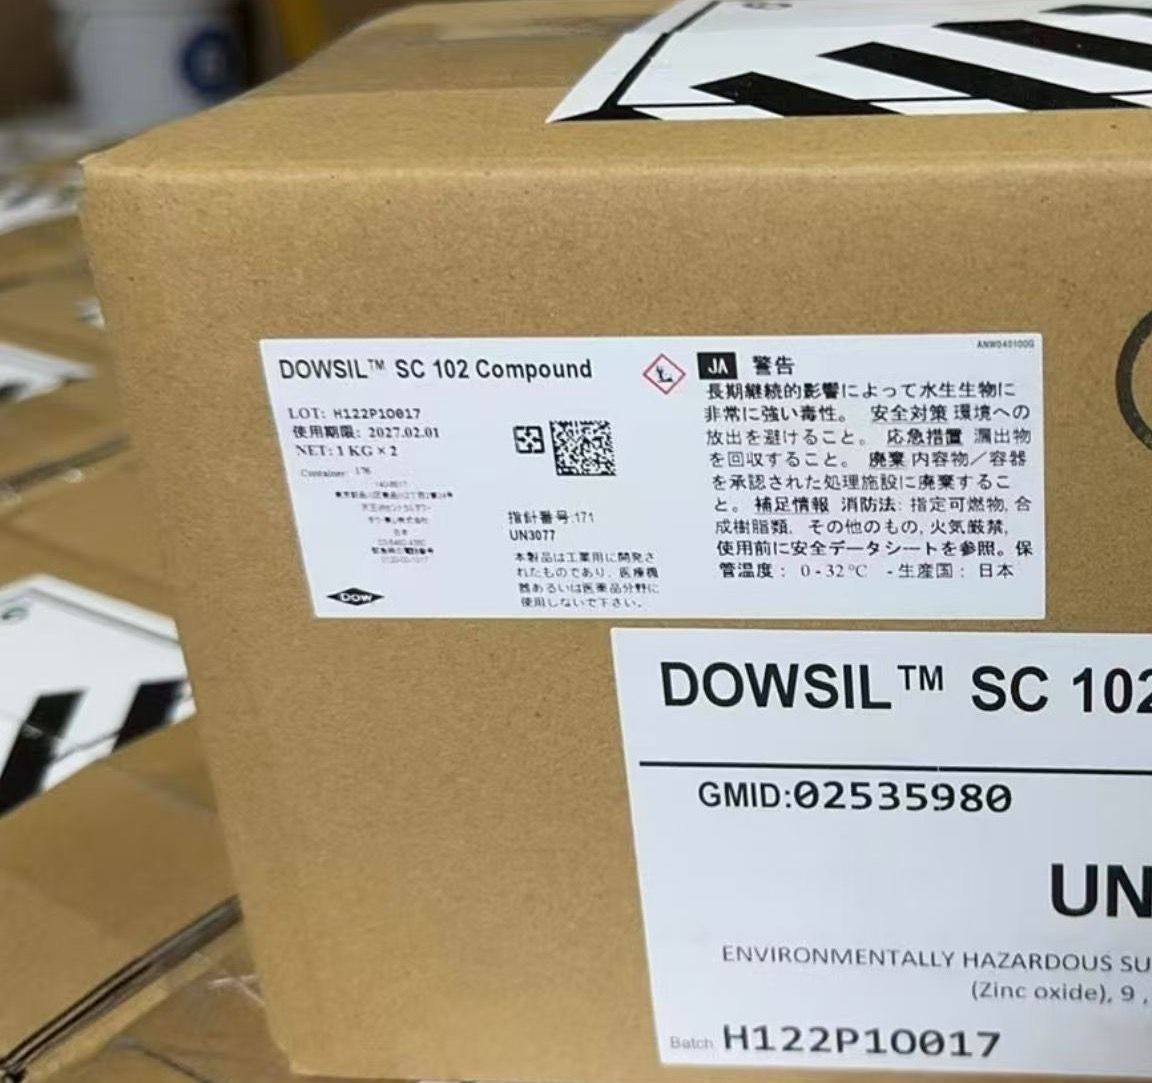 ANW040100G
DOWSIL™ SC 102 Compound
LOT: H122P1O017
使用期限: 2027.02.01
NET: 1 KG × 2
Container: 176
140-8617
指針番号:171
UN3077
本製品は工業用に開発さ
れたものであり、医療機
器あるいは医薬品分野に
使用しないで下さい。
DOW
JA 警告
長期継続的影響によって水生生物に
非常に強い毒性。 安全対策 環境への
放出を避けること。 応急措置 漏出物
を回収すること。 廃棄 内容物／容器
を承認された処理施設に廃棄するこ
と。 補足情報 消防法: 指定可燃物, 合
成樹脂類, その他のもの, 火気厳禁,
使用前に安全データシートを参照。保
管温度： 0 - 32 °C - 生産国： 日本
DOWSIL™ SC 102
GMID:02535980
UN
ENVIRONMENTALLY HAZARDOUS SU
(Zinc oxide), 9 ,
Batch H122P1O017